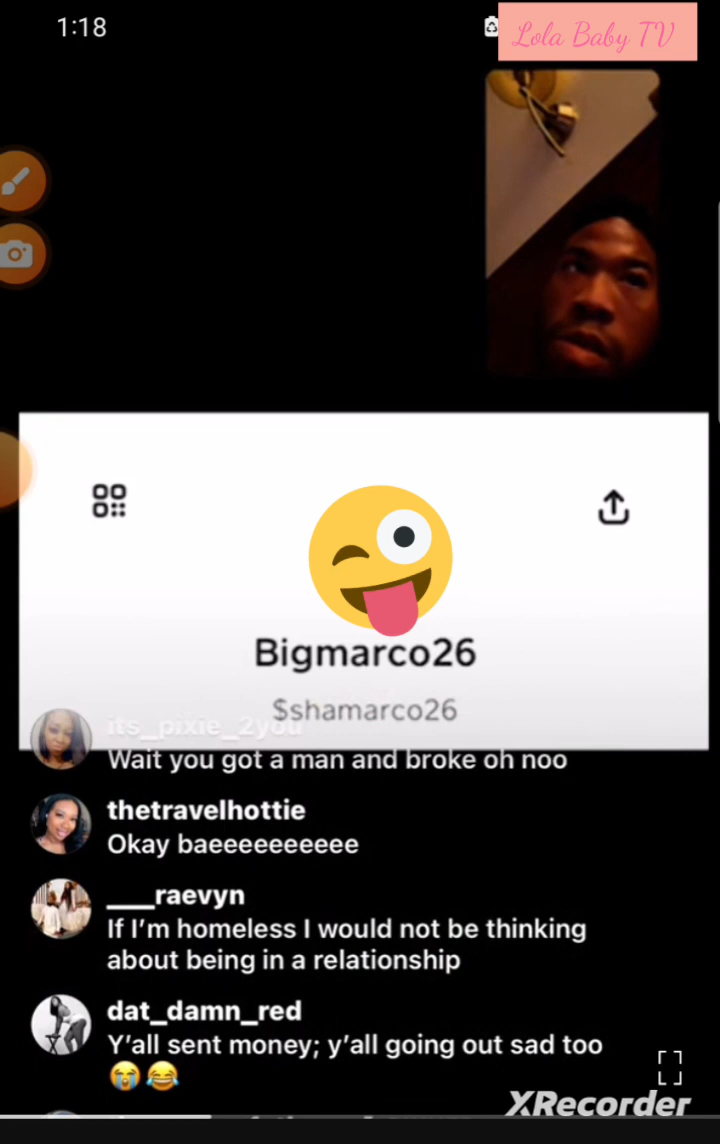 1:18
Lola Baby TV
Bigmarco26
$shamarco26
its_pixie_2you
Wait you got a man and broke oh noo
thetravelhottie
Okay baeeeeeeeeee
___raevyn
If I'm homeless I would not be thinking
about being in a relationship
dat_damn_red
Y'all sent money; y'all going out sad too
😭😂
XRecorder